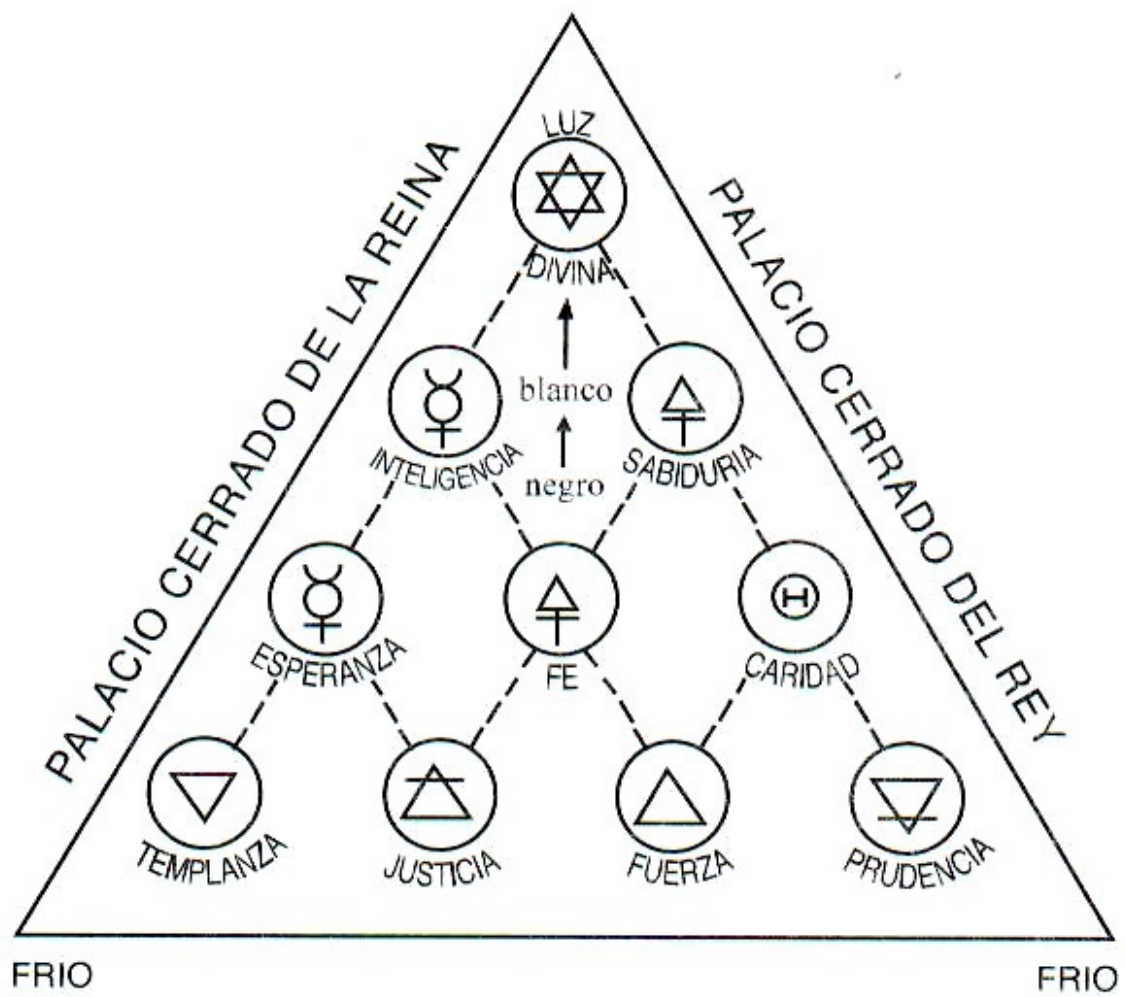 PALACIO CERRADO DE LA REINA
PALACIO CERRADO DEL REY
LUZ
DIVINA
blanco
negro
INTELIGENCIA
SABIDURIA
ESPERANZA
FE
CARIDAD
TEMPLANZA
JUSTICIA
FUERZA
PRUDENCIA
FRIO
FRIO